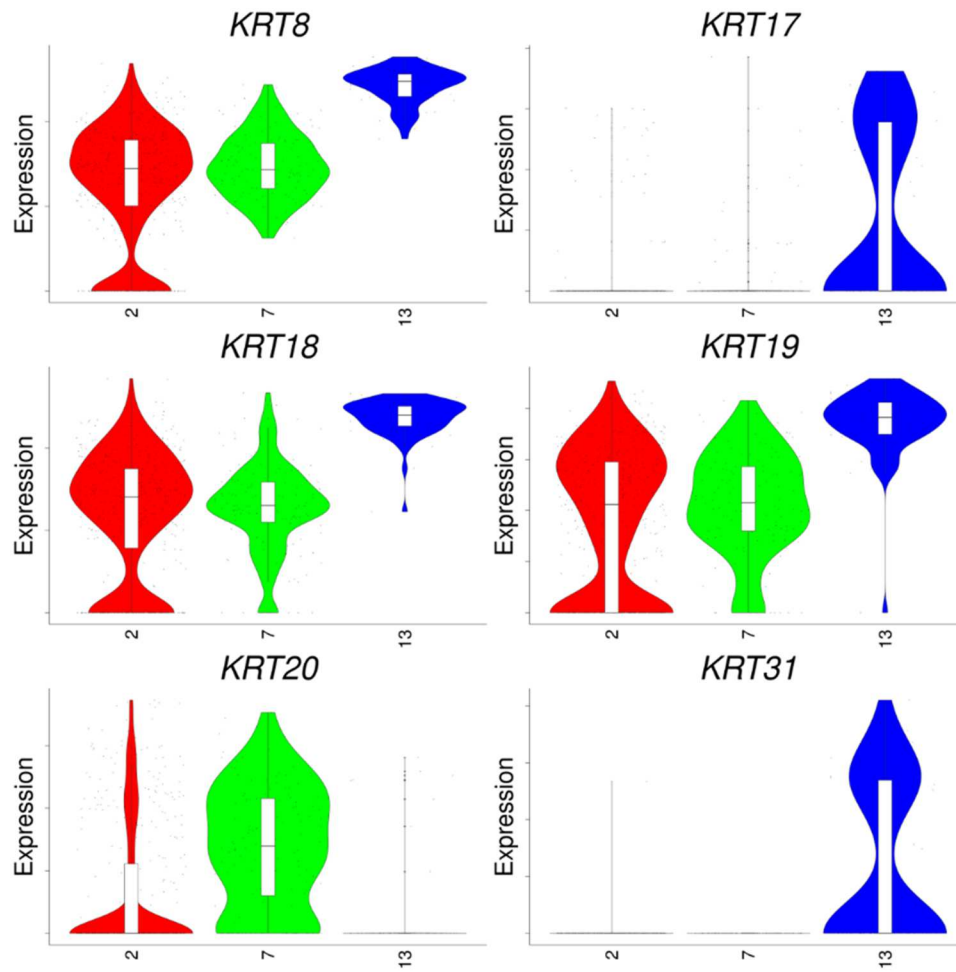 KRT8 KRT17
Expression Expression
2 7 13 2 7 13
KRT18 KRT19
Expression Expression
2 7 13 2 7 13
KRT20 KRT31
Expression Expression
2 7 13 2 7 13